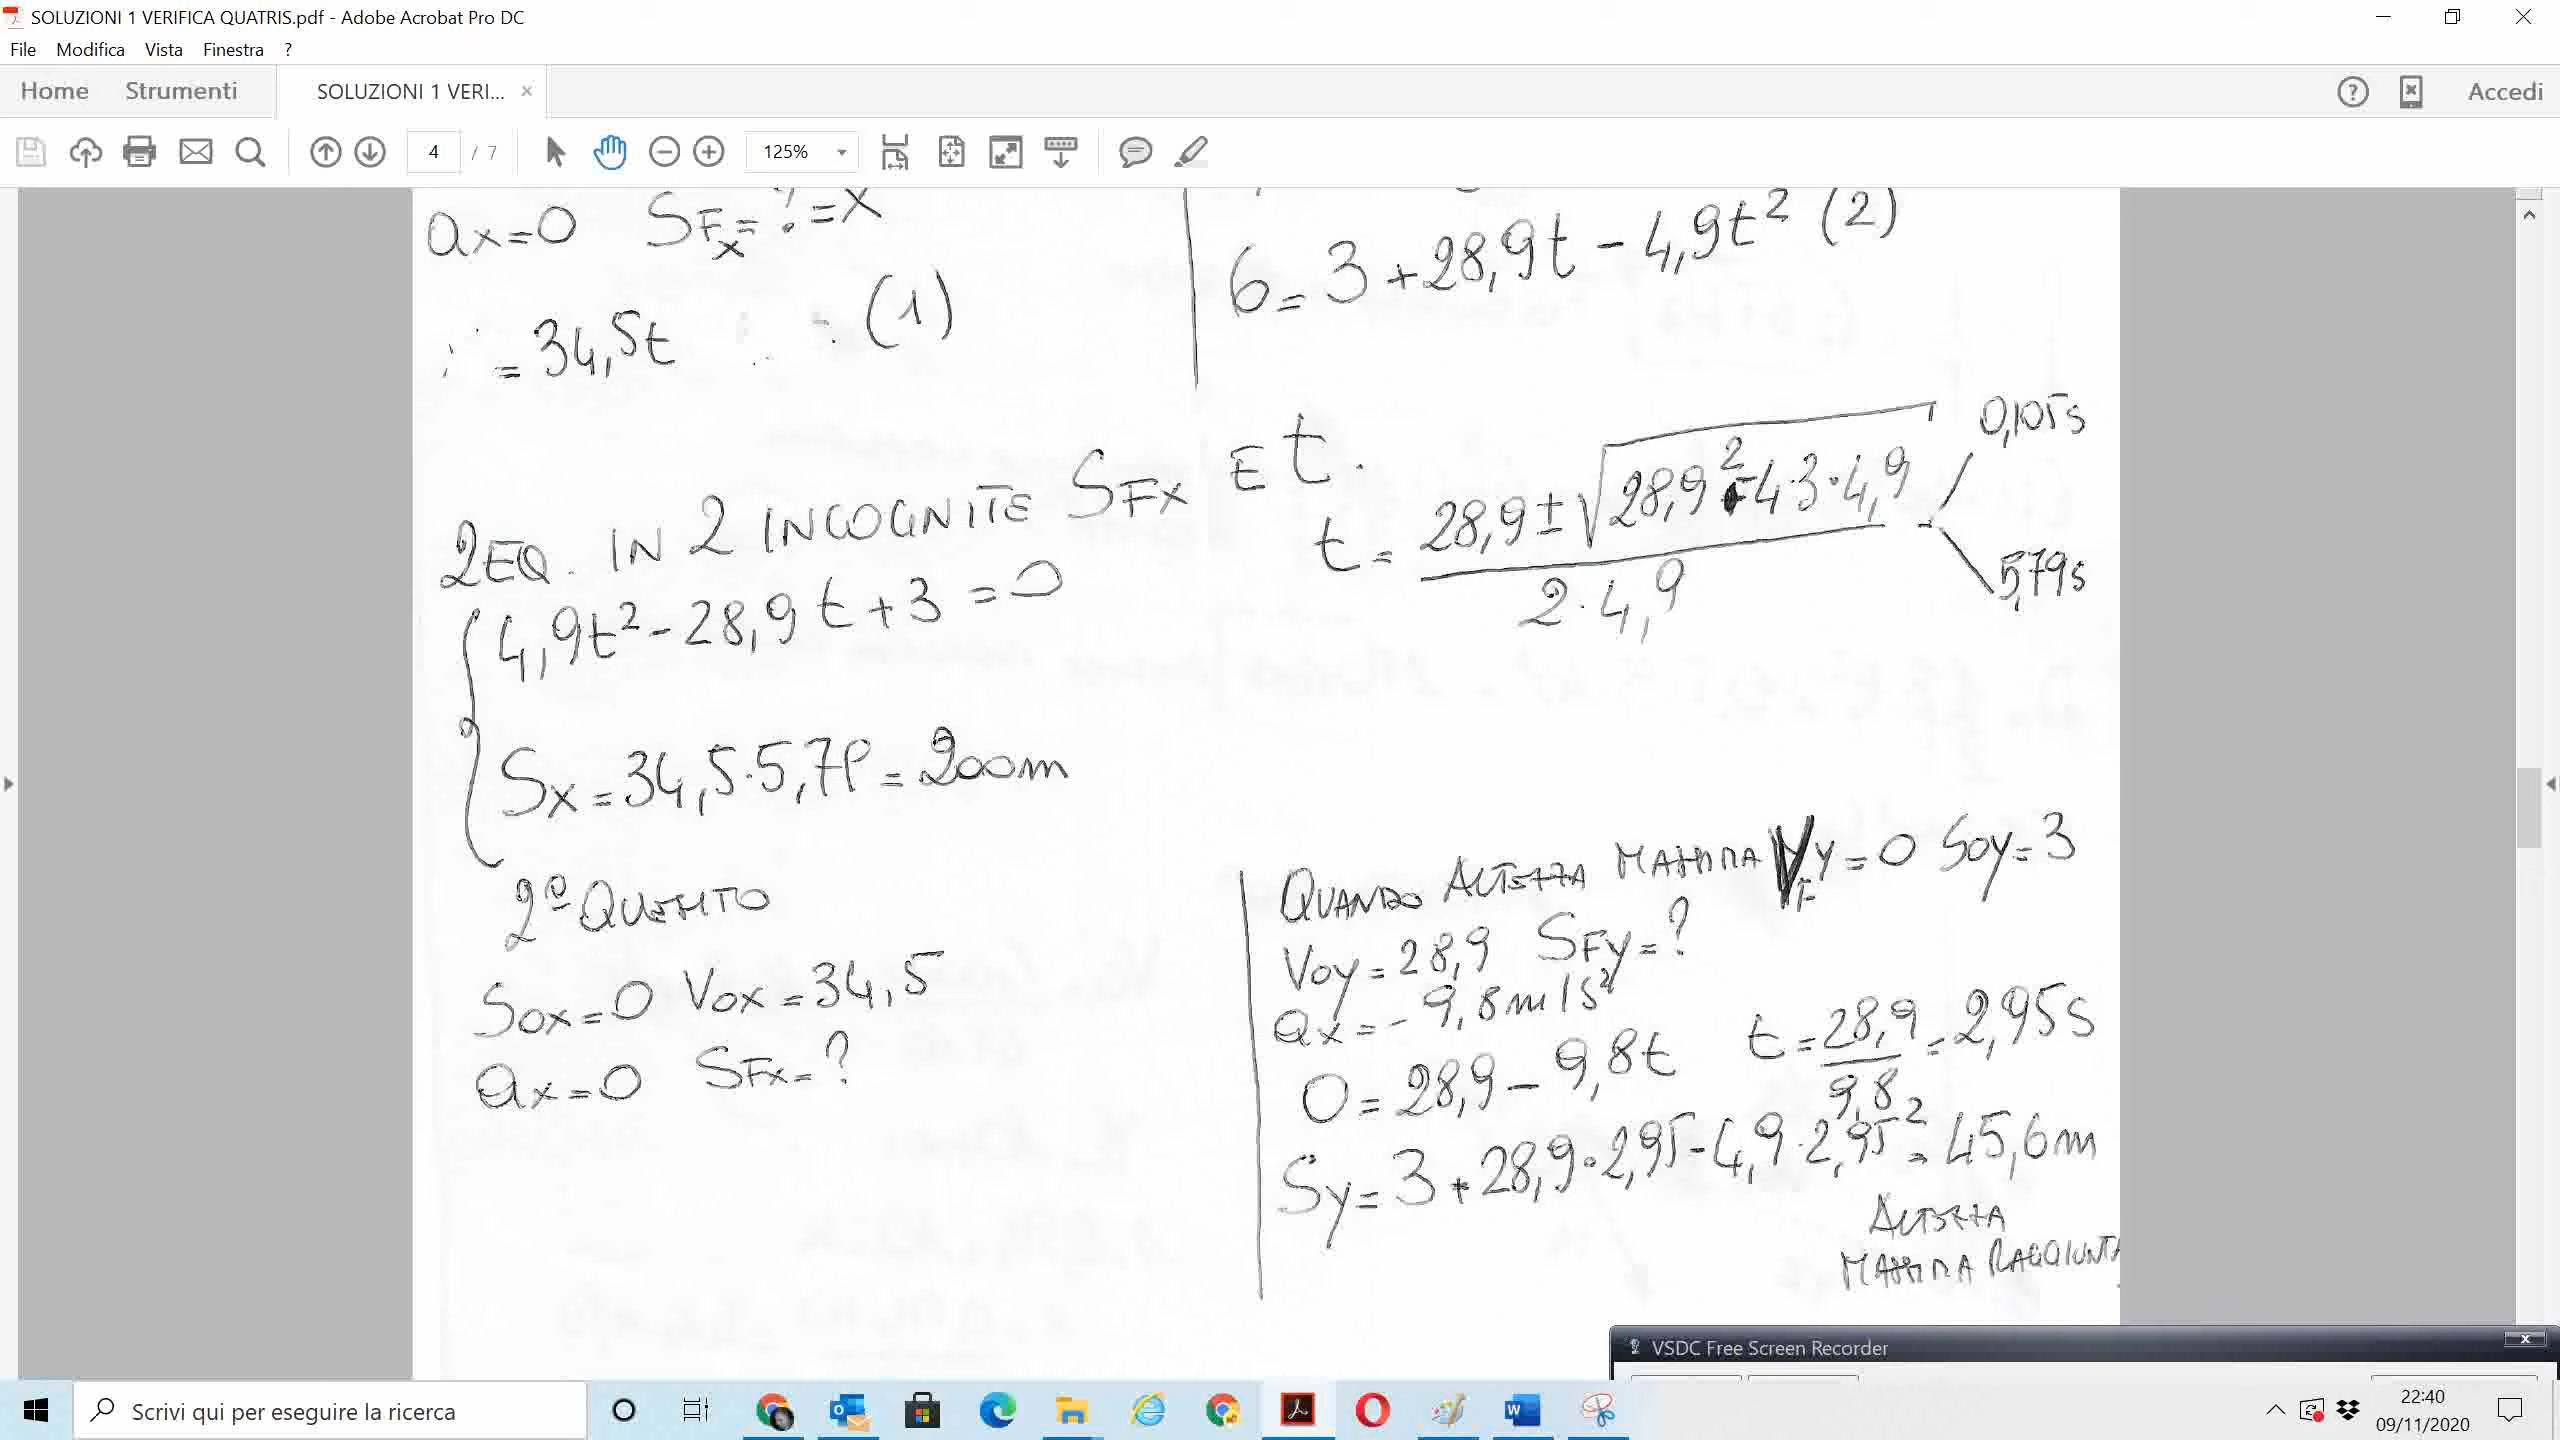 SOLUZIONI 1 VERIFICA QUATRIS.pdf - Adobe Acrobat Pro DC
File Modifica Vista Finestra ?
Home Strumenti SOLUZIONI 1 VERI... × Accedi
4 / 7 125%
ax=0 SFx=?=x
= 34,5t (1)
6=3+28,9t-4,9t² (2)
2EQ. IN 2 INCOGNITE SFx E t.
4,9t²-28,9t+3=0
t=(28,9±√(28,9²-4·3·4,9))/(2·4,9)
0,105s
5,79s
Sx=34,5·5,79=200m
2º QUESITO
Sox=0 Vox=34,5
ax=0 SFx=?
QUANDO ALTEZZA MASSIMA VFy=0 Soy=3
Voy=28,9 SFy=?
ax=-9,8m/s²
0=28,9-9,8t t=28,9/9,8=2,95s
Sy=3+28,9·2,95-4,9·2,95²=45,6m
ALTEZZA
MASSIMA RAGGIUNTA
VSDC Free Screen Recorder
Scrivi qui per eseguire la ricerca
22:40
09/11/2020